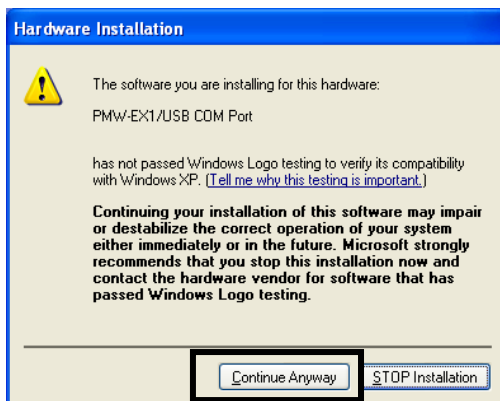 Hardware Installation
The software you are installing for this hardware:
PMW-EX1/USB COM Port
has not passed Windows Logo testing to verify its compatibility
with Windows XP. (Tell me why this testing is important.)
Continuing your installation of this software may impair
or destabilize the correct operation of your system
either immediately or in the future. Microsoft strongly
recommends that you stop this installation now and
contact the hardware vendor for software that has
passed Windows Logo testing.
Continue Anyway STOP Installation